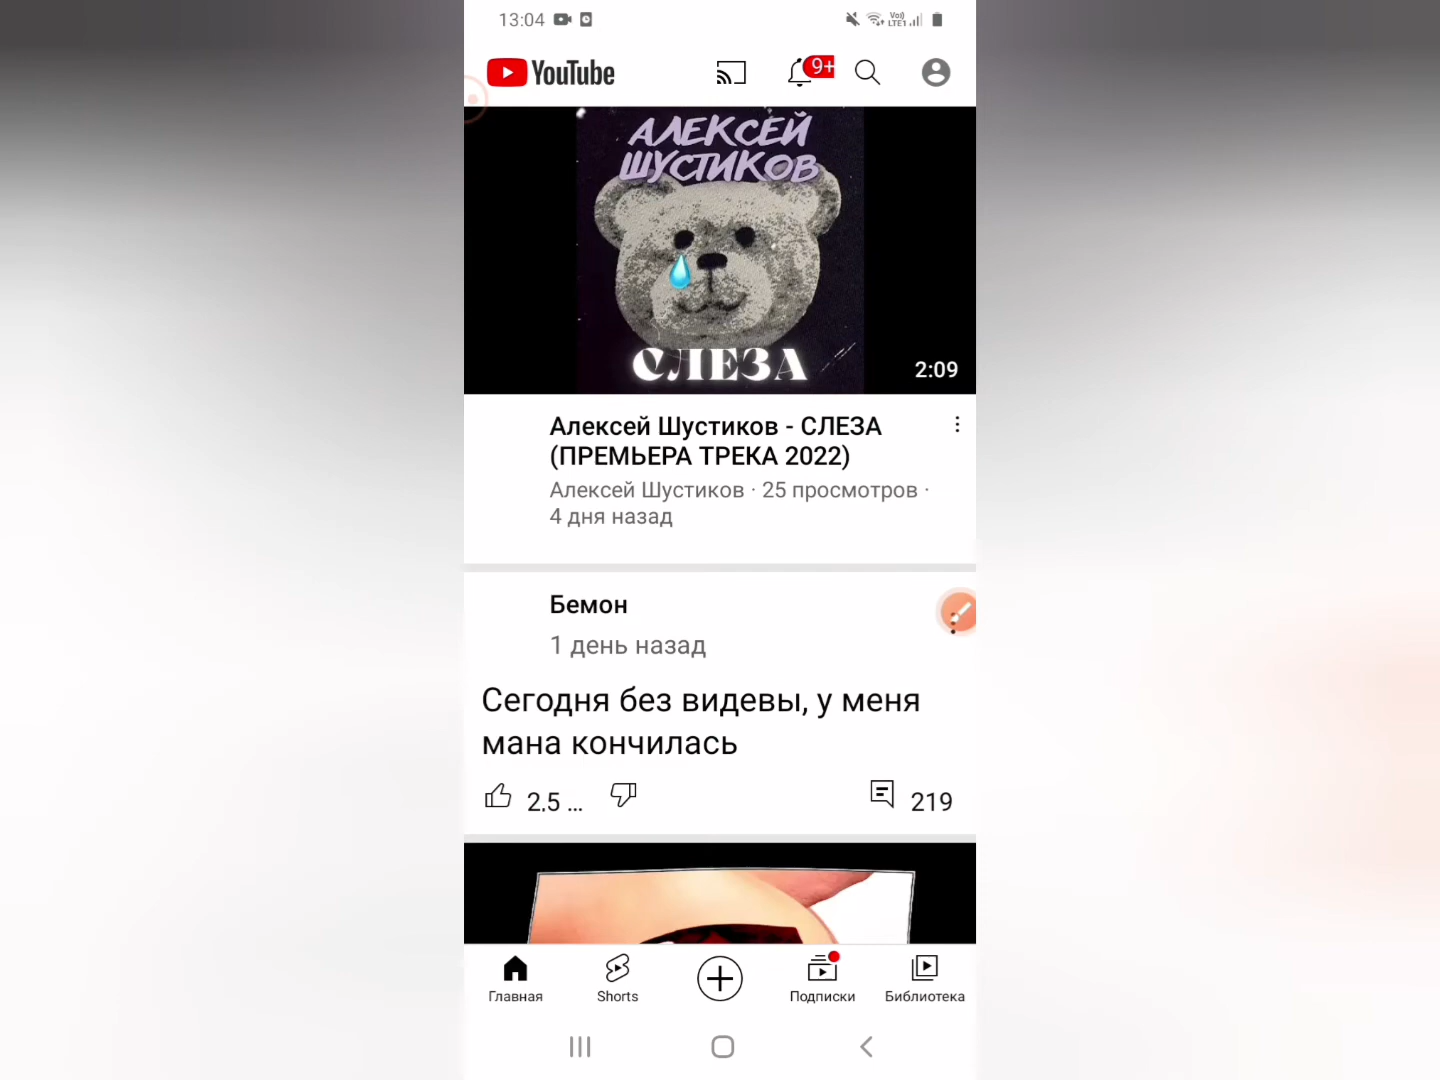 13:04
Vo))
LTE1
YouTube
9+
АЛЕКСЕЙ
ШУСТИКОВ
СЛЕЗА
2:09
Алексей Шустиков - СЛЕЗА
(ПРЕМЬЕРА ТРЕКА 2022)
Алексей Шустиков · 25 просмотров ·
4 дня назад
Бемон
1 день назад
Сегодня без видевы, у меня
мана кончилась
2,5 ...
219
Главная
Shorts
Подписки
Библиотека